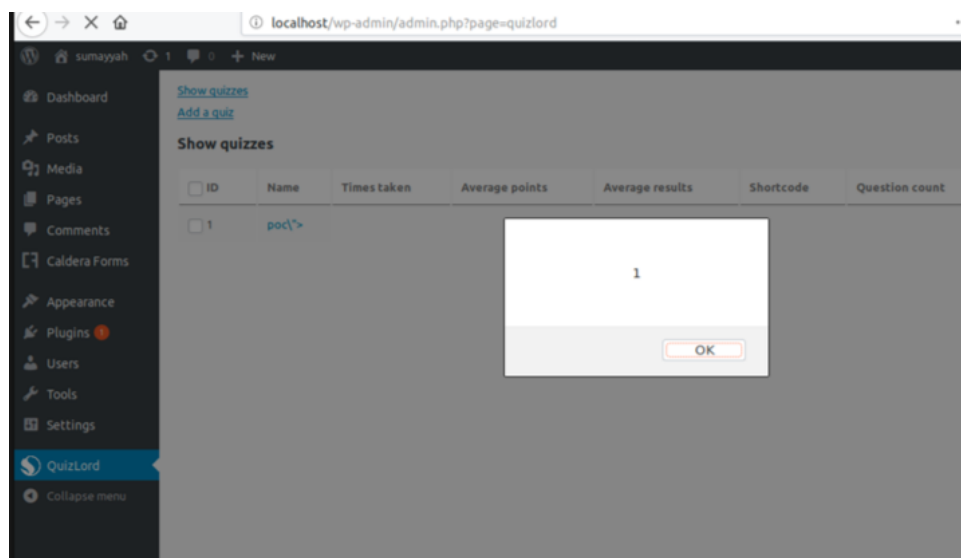 localhost/wp-admin/admin.php?page=quizlord
sumayyah 1 0 + New
Dashboard
Posts
Media
Pages
Comments
Caldera Forms
Appearance
Plugins 1
Users
Tools
Settings
QuizLord
Collapse menu
Show quizzes
Add a quiz
Show quizzes
ID Name Times taken Average points Average results Shortcode Question count
1 poc\">
1
OK